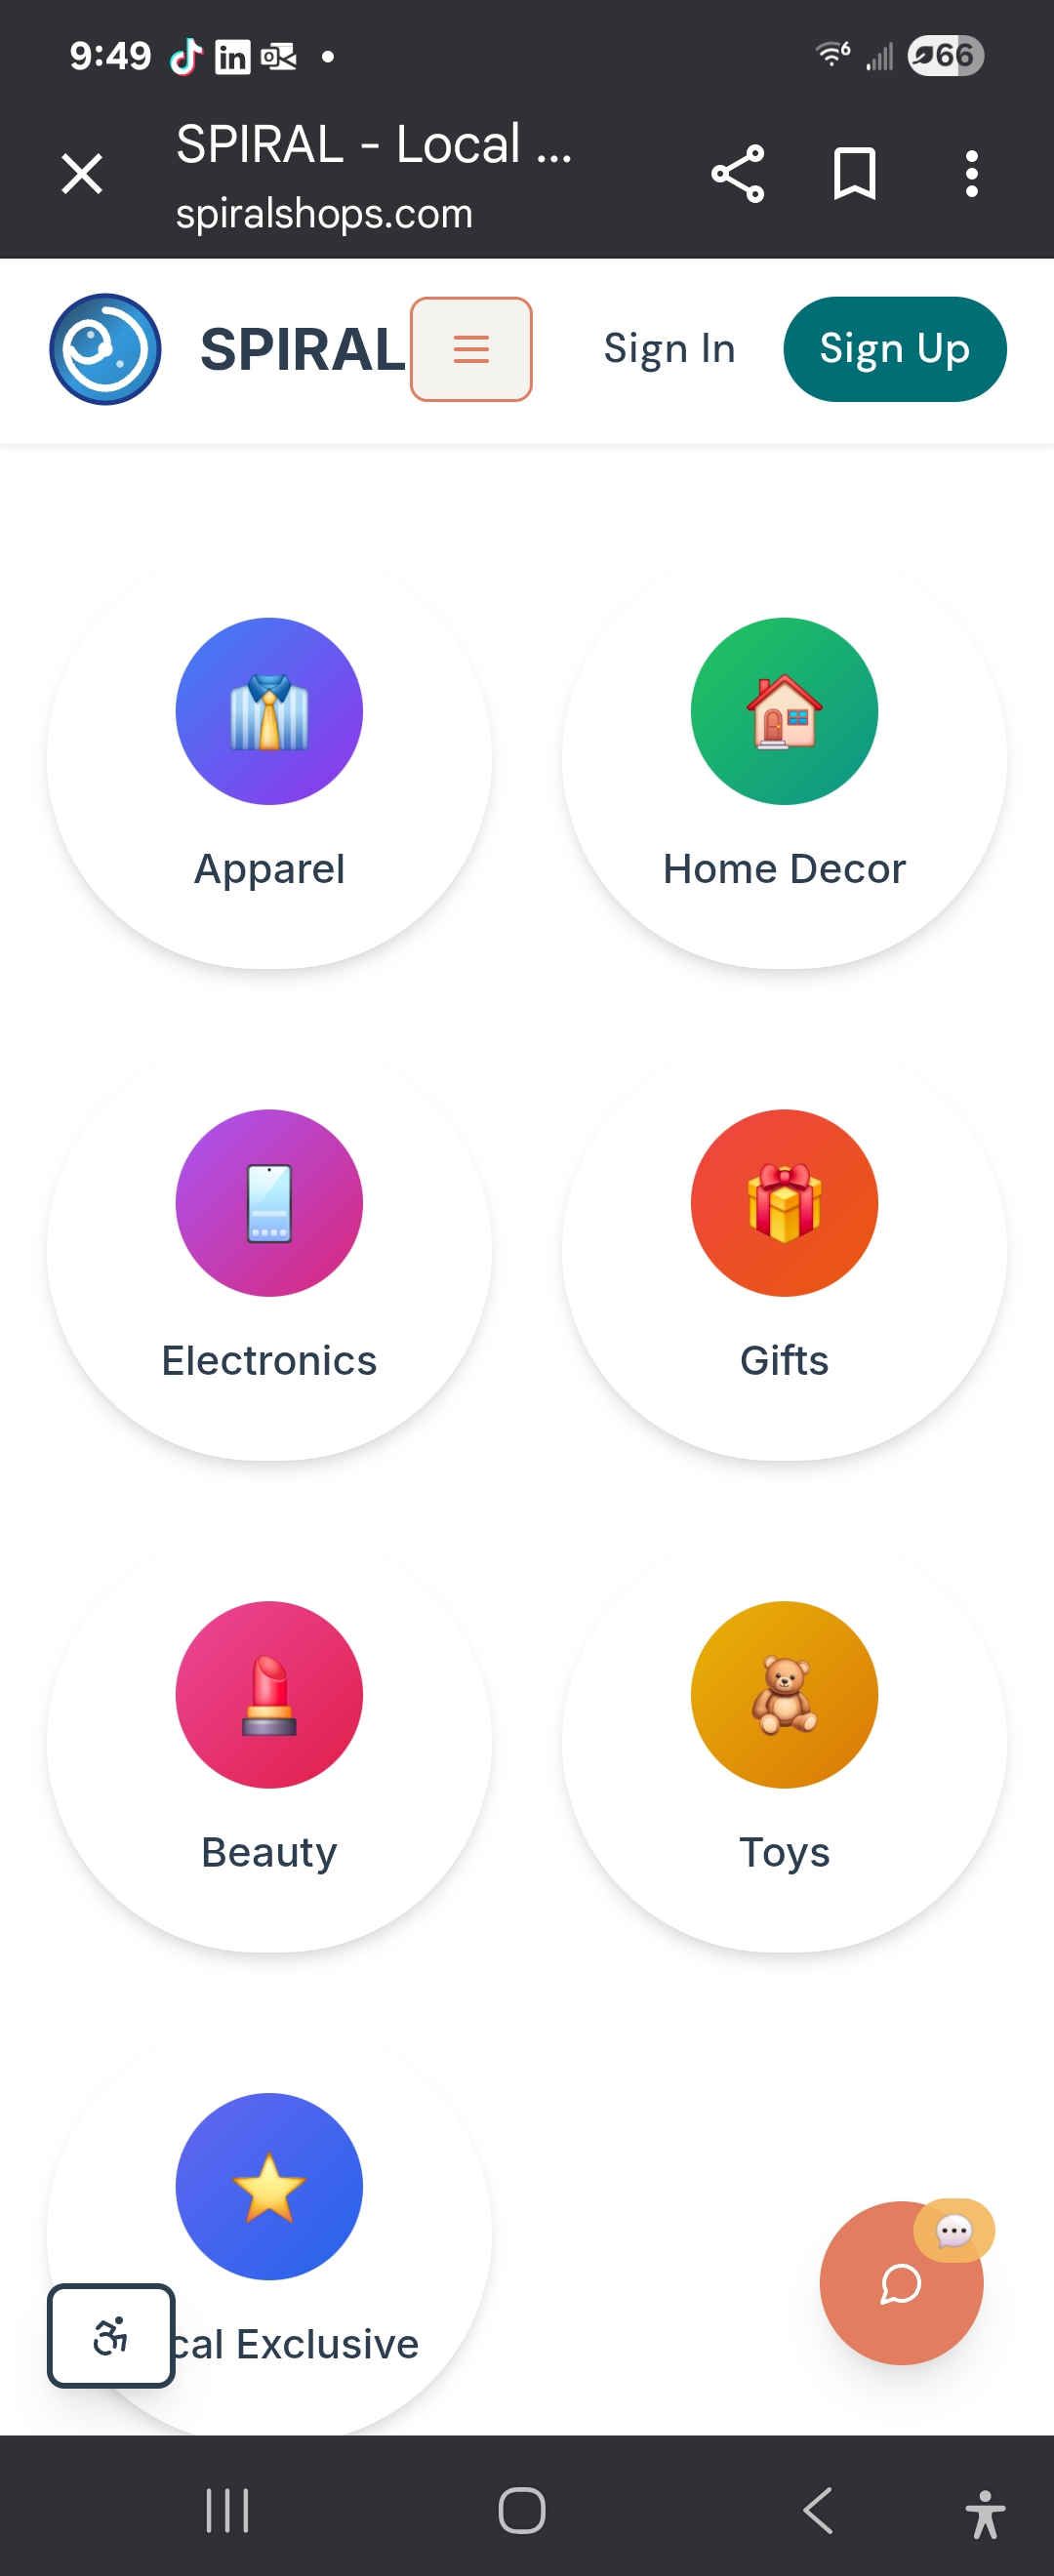 9:49
66
SPIRAL - Local ...
spiralshops.com
SPIRAL
Sign In
Sign Up
Apparel
Home Decor
Electronics
Gifts
Beauty
Toys
cal Exclusive